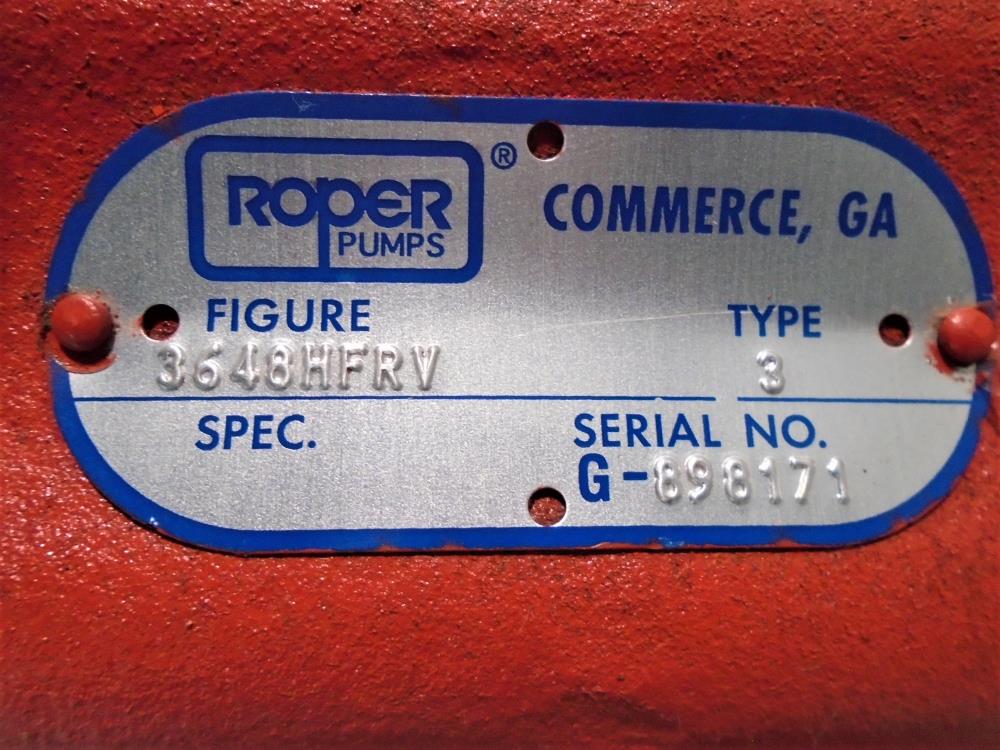 ROPER
PUMPS
®
COMMERCE, GA
FIGURE
TYPE
3648HFRV
3
SPEC.
SERIAL NO.
G-898171